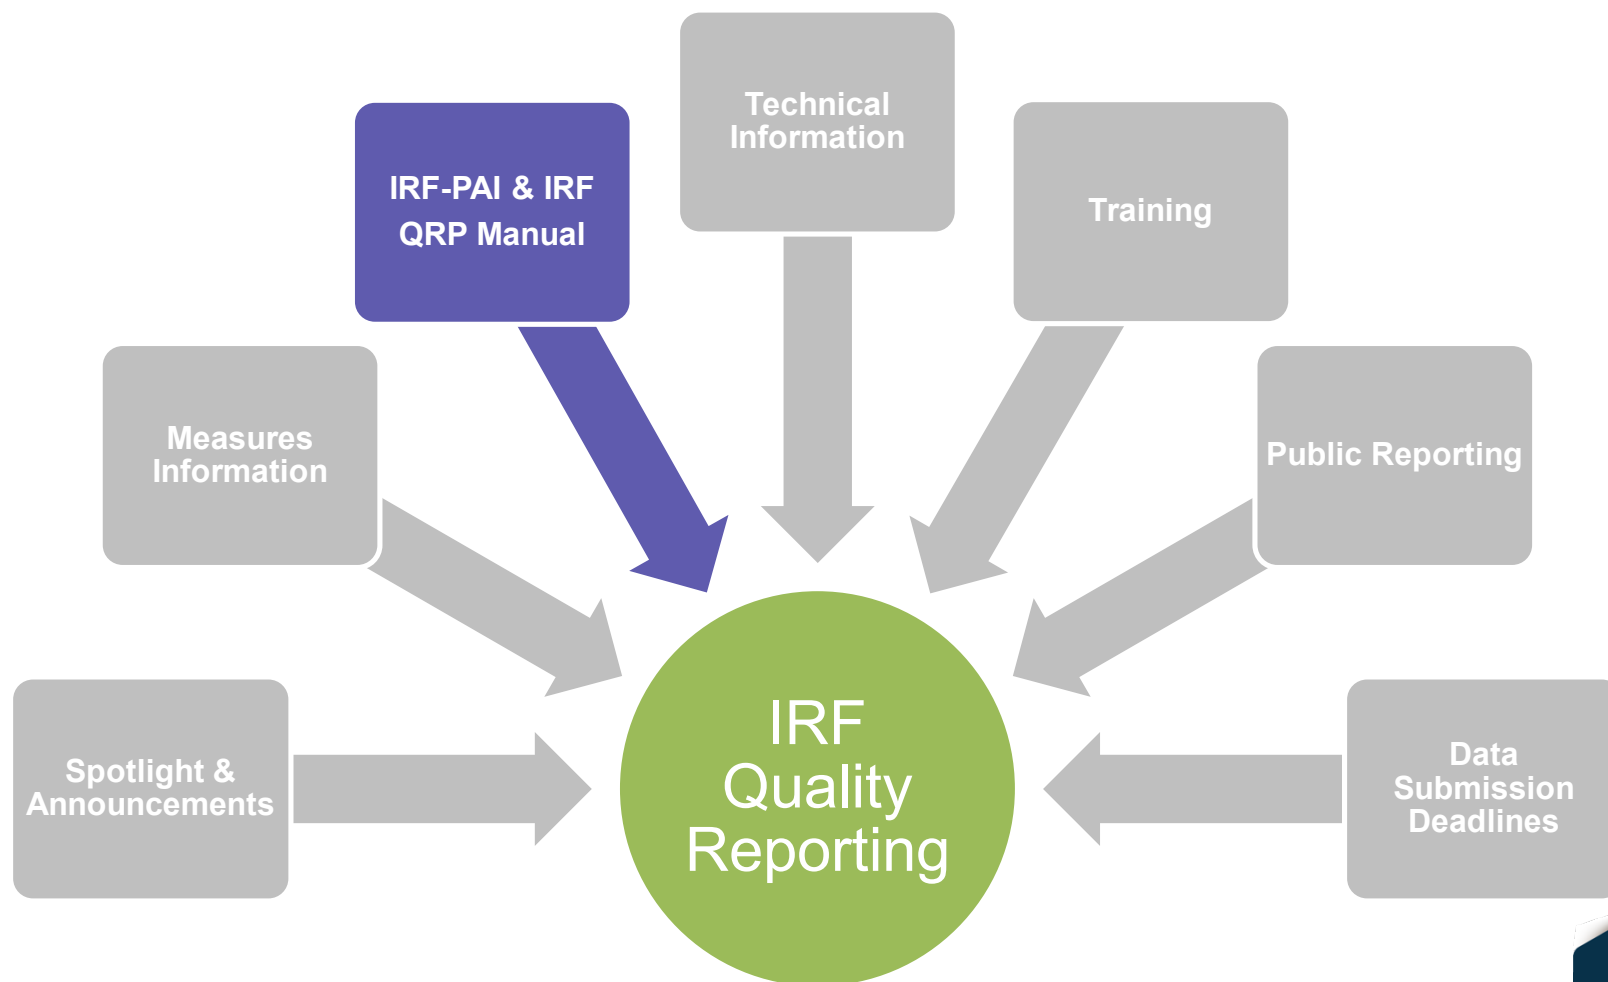 Technical
Information
IRF-PAI & IRF
QRP Manual
Training
Measures
Information
Public Reporting
Spotlight &
Announcements
IRF
Quality
Reporting
Data
Submission
Deadlines